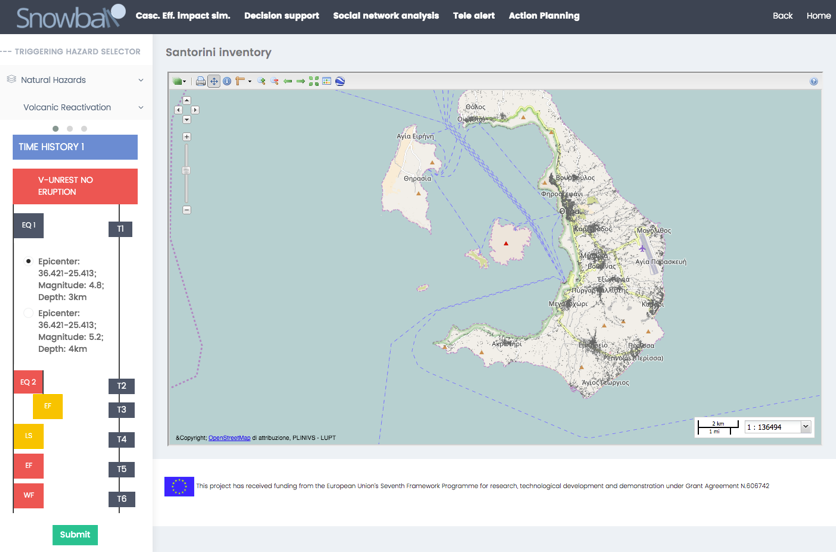 Snowball
Casc. Eff. Impact sim.
Decision support
Social network analysis
Tele alert
Action Planning
Back
Home
--- TRIGGERING HAZARD SELECTOR
Natural Hazards
Volcanic Reactivation
TIME HISTORY 1
V-UNREST NO
ERUPTION
EQ 1
T1
Epicenter:
36.421-25.413;
Magnitude: 4.8;
Depth: 3km
Epicenter:
36.421-25.413;
Magnitude: 5.2;
Depth: 4km
EQ 2
T2
EF
T3
LS
T4
EF
T5
WF
T6
Submit
Santorini inventory
Θόλος
Αγία Ειρήνη
Θηρασία
Βουρβούλος
Φηροστεφάνι
Μονόλιθος
Αγία Παρασκευή
Μεγαλοχώρι
Ακρωτήρι
Εμπορείο
Περίσσα
Άγιος Γεώργιος
&Copyright; OpenStreetMap di attribuzione, PLINIVS - LUPT
2 km
1 mi
1 : 136494
This project has received funding from the European Union's Seventh Framework Programme for research, technological development and demonstration under Grant Agreement N.606742